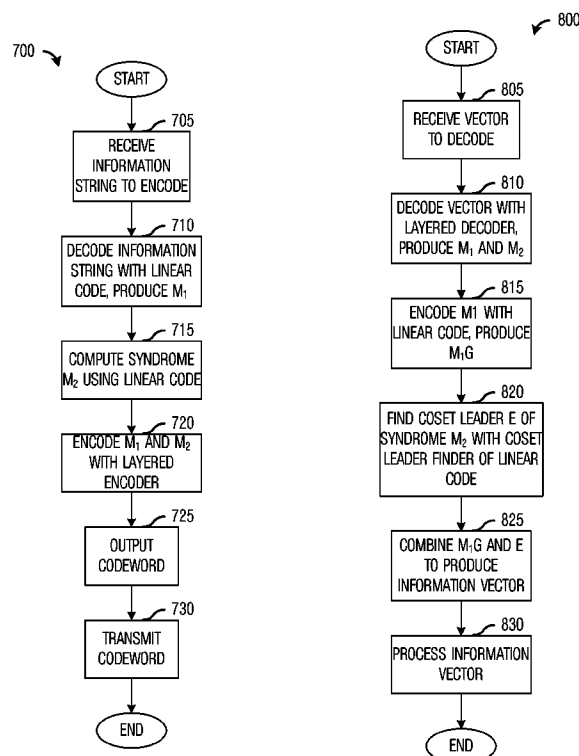 700
START
705
RECEIVE
INFORMATION
STRING TO ENCODE
710
DECODE INFORMATION
STRING WITH LINEAR
CODE, PRODUCE M₁
715
COMPUTE SYNDROME
M₂ USING LINEAR CODE
720
ENCODE M₁ AND M₂
WITH LAYERED
ENCODER
725
OUTPUT
CODEWORD
730
TRANSMIT
CODEWORD
END
800
START
805
RECEIVE VECTOR
TO DECODE
810
DECODE VECTOR WITH
LAYERED DECODER,
PRODUCE M₁ AND M₂
815
ENCODE M1 WITH
LINEAR CODE, PRODUCE
M₁G
820
FIND COSET LEADER E OF
SYNDROME M₂ WITH COSET
LEADER FINDER OF LINEAR
CODE
825
COMBINE M₁G AND E
TO PRODUCE
INFORMATION VECTOR
830
PROCESS INFORMATION
VECTOR
END